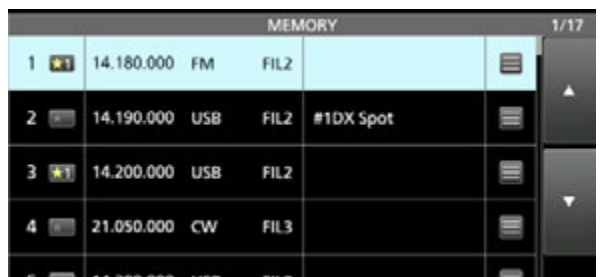 MEMORY 1/17
1 ★1 14.180.000 FM FIL2
2 14.190.000 USB FIL2 #1DX Spot
3 ★1 14.200.000 USB FIL2
4 21.050.000 CW FIL3